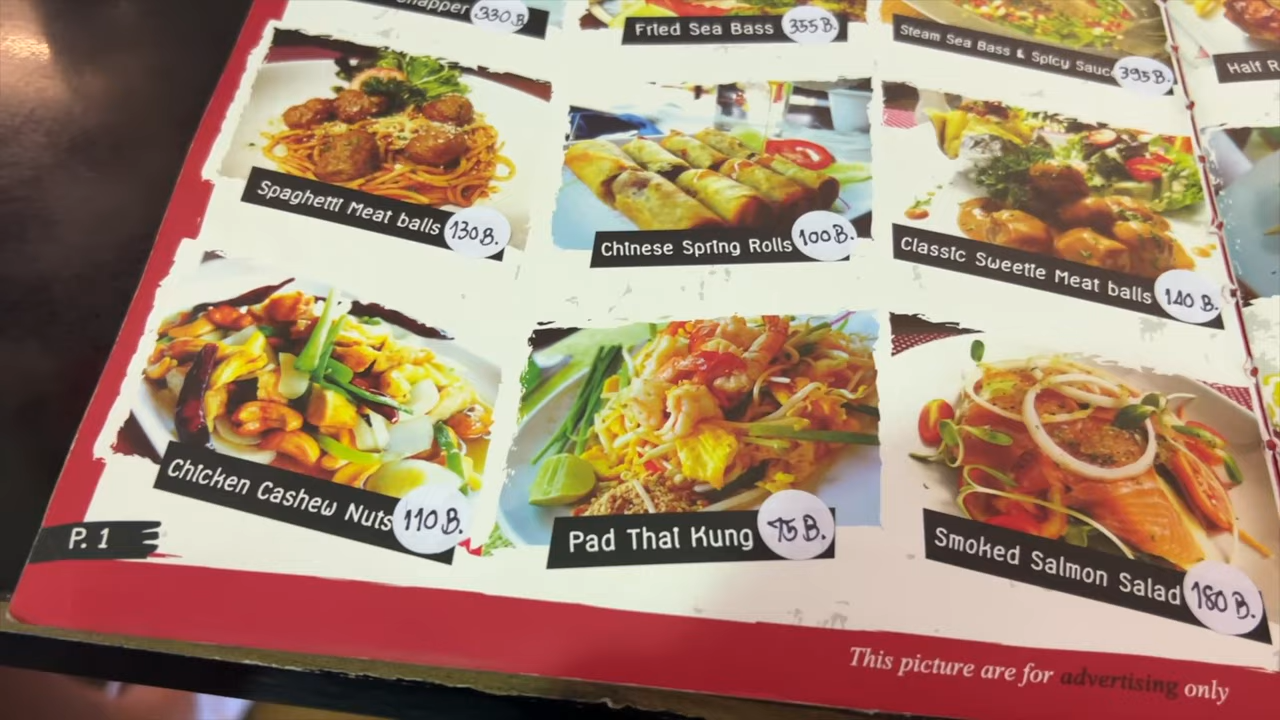 330 B.
Fried Sea Bass 355 B.
Steam Sea Bass & Spicy Sauce 395 B.
Half
Spaghetti Meat balls 130 B.
Chinese Spring Rolls 100 B.
Classic Sweetie Meat balls 140 B.
Chicken Cashew Nuts 110 B.
Pad Thai Kung 75 B.
Smoked Salmon Salad 180 B.
P. 1
This picture are for advertising only